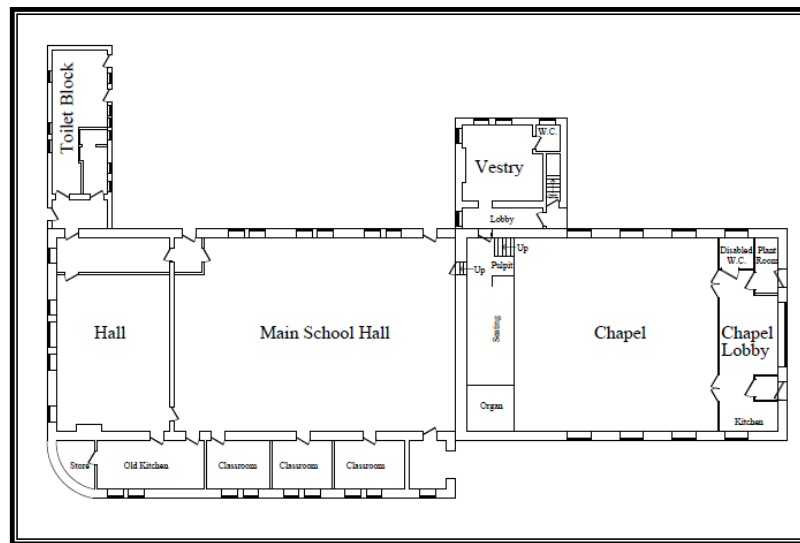 Toilet Block
W.C.
Vestry
Lobby
Up
Pulpit
Up
Disabled
W.C.
Plant
Room
Hall
Main School Hall
Seating
Chapel
Chapel
Lobby
Organ
Kitchen
Store
Old Kitchen
Classroom
Classroom
Classroom